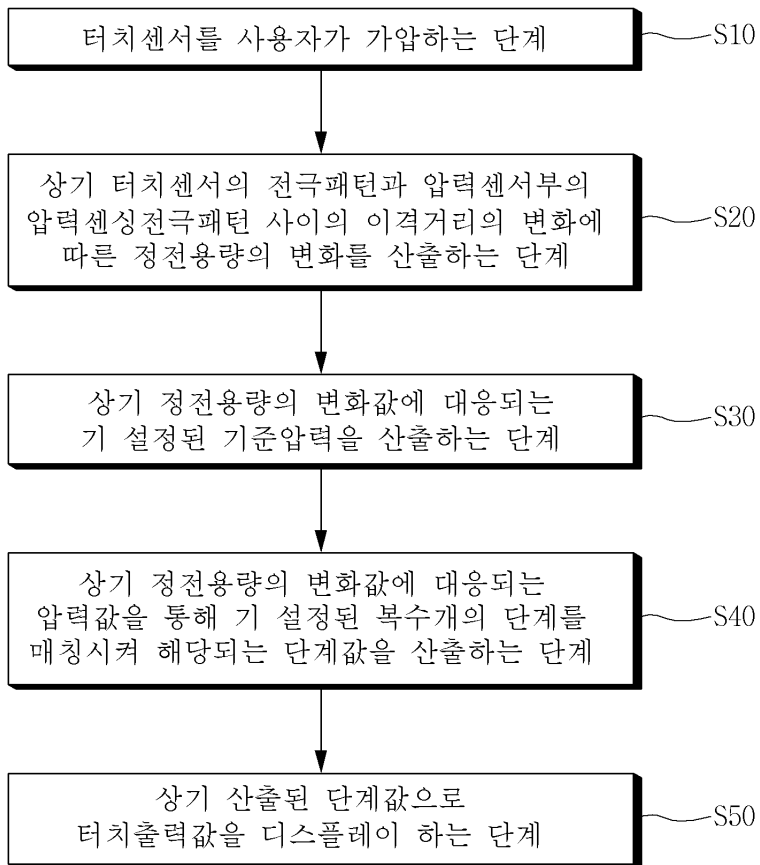 터치센서를 사용자가 가압하는 단계
S10
상기 터치센서의 전극패턴과 압력센서부의
압력센싱전극패턴 사이의 이격거리의 변화에
따른 정전용량의 변화를 산출하는 단계
S20
상기 정전용량의 변화값에 대응되는
기 설정된 기준압력을 산출하는 단계
S30
상기 정전용량의 변화값에 대응되는
압력값을 통해 기 설정된 복수개의 단계를
매칭시켜 해당되는 단계값을 산출하는 단계
S40
상기 산출된 단계값으로
터치출력값을 디스플레이 하는 단계
S50